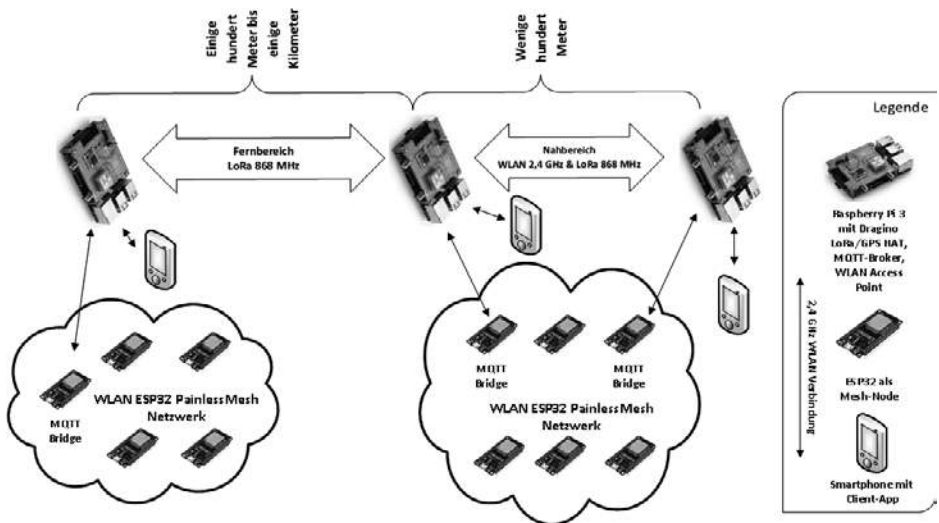 Einige
hundert
Meter bis
einige
Kilometer
Wenige
hundert
Meter
Fernbereich
LoRa 868 MHz
Nahbereich
WLAN 2,4 GHz & LoRa 868 MHz
MQTT
Bridge
WLAN ESP32 PainlessMesh
Netzwerk
MQTT
Bridge
MQTT
Bridge
WLAN ESP32 PainlessMesh
Netzwerk
Legende
Raspberry Pi 3
mit Dragino
LoRa/GPS HAT,
MQTT-Broker,
WLAN Access
Point
2,4 GHz WLAN Verbindung
ESP32 als
Mesh-Node
Smartphone mit
Client-App